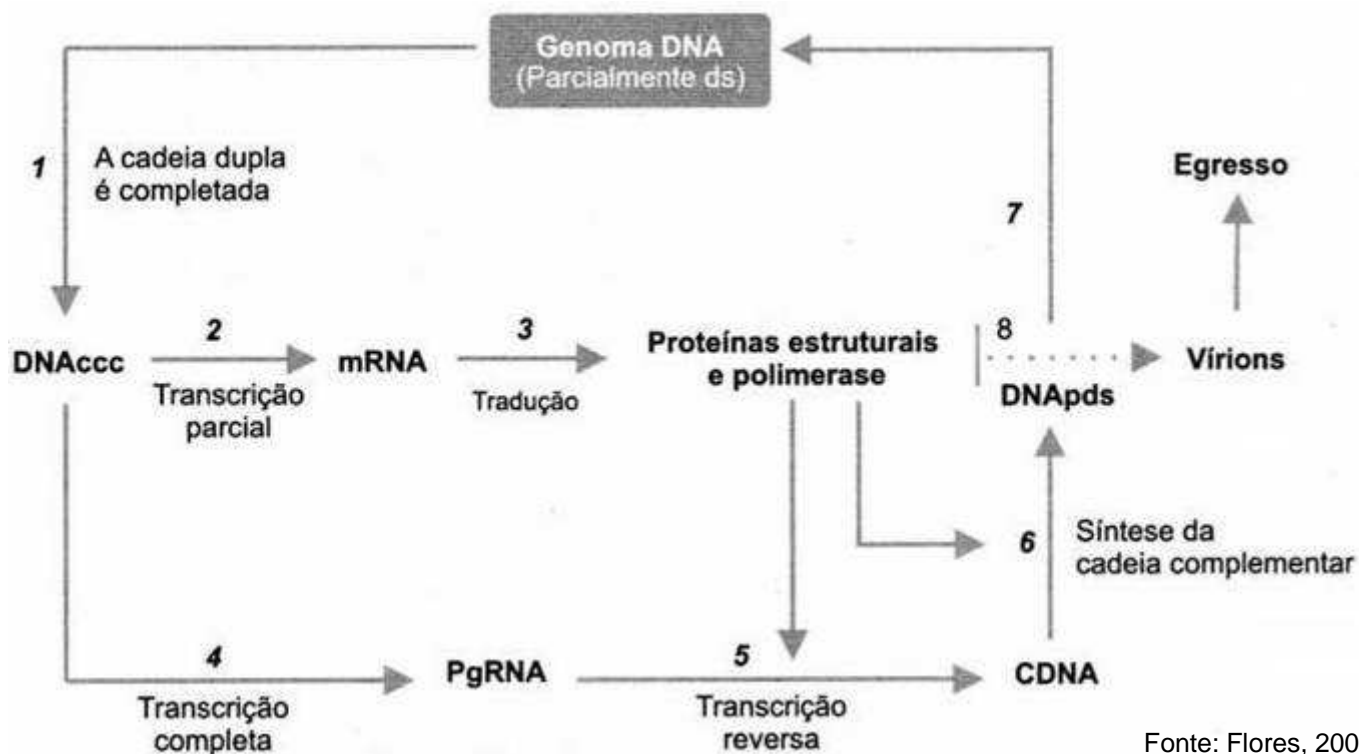 Genoma DNA
(Parcialmente ds)
1
A cadeia dupla
é completada
Egresso
7
DNAccc
2
Transcrição
parcial
mRNA
3
Tradução
Proteínas estruturais
e polimerase
8
DNApds
Vírions
6
Síntese da
cadeia complementar
4
Transcrição
completa
PgRNA
5
Transcrição
reversa
CDNA
Fonte: Flores, 200